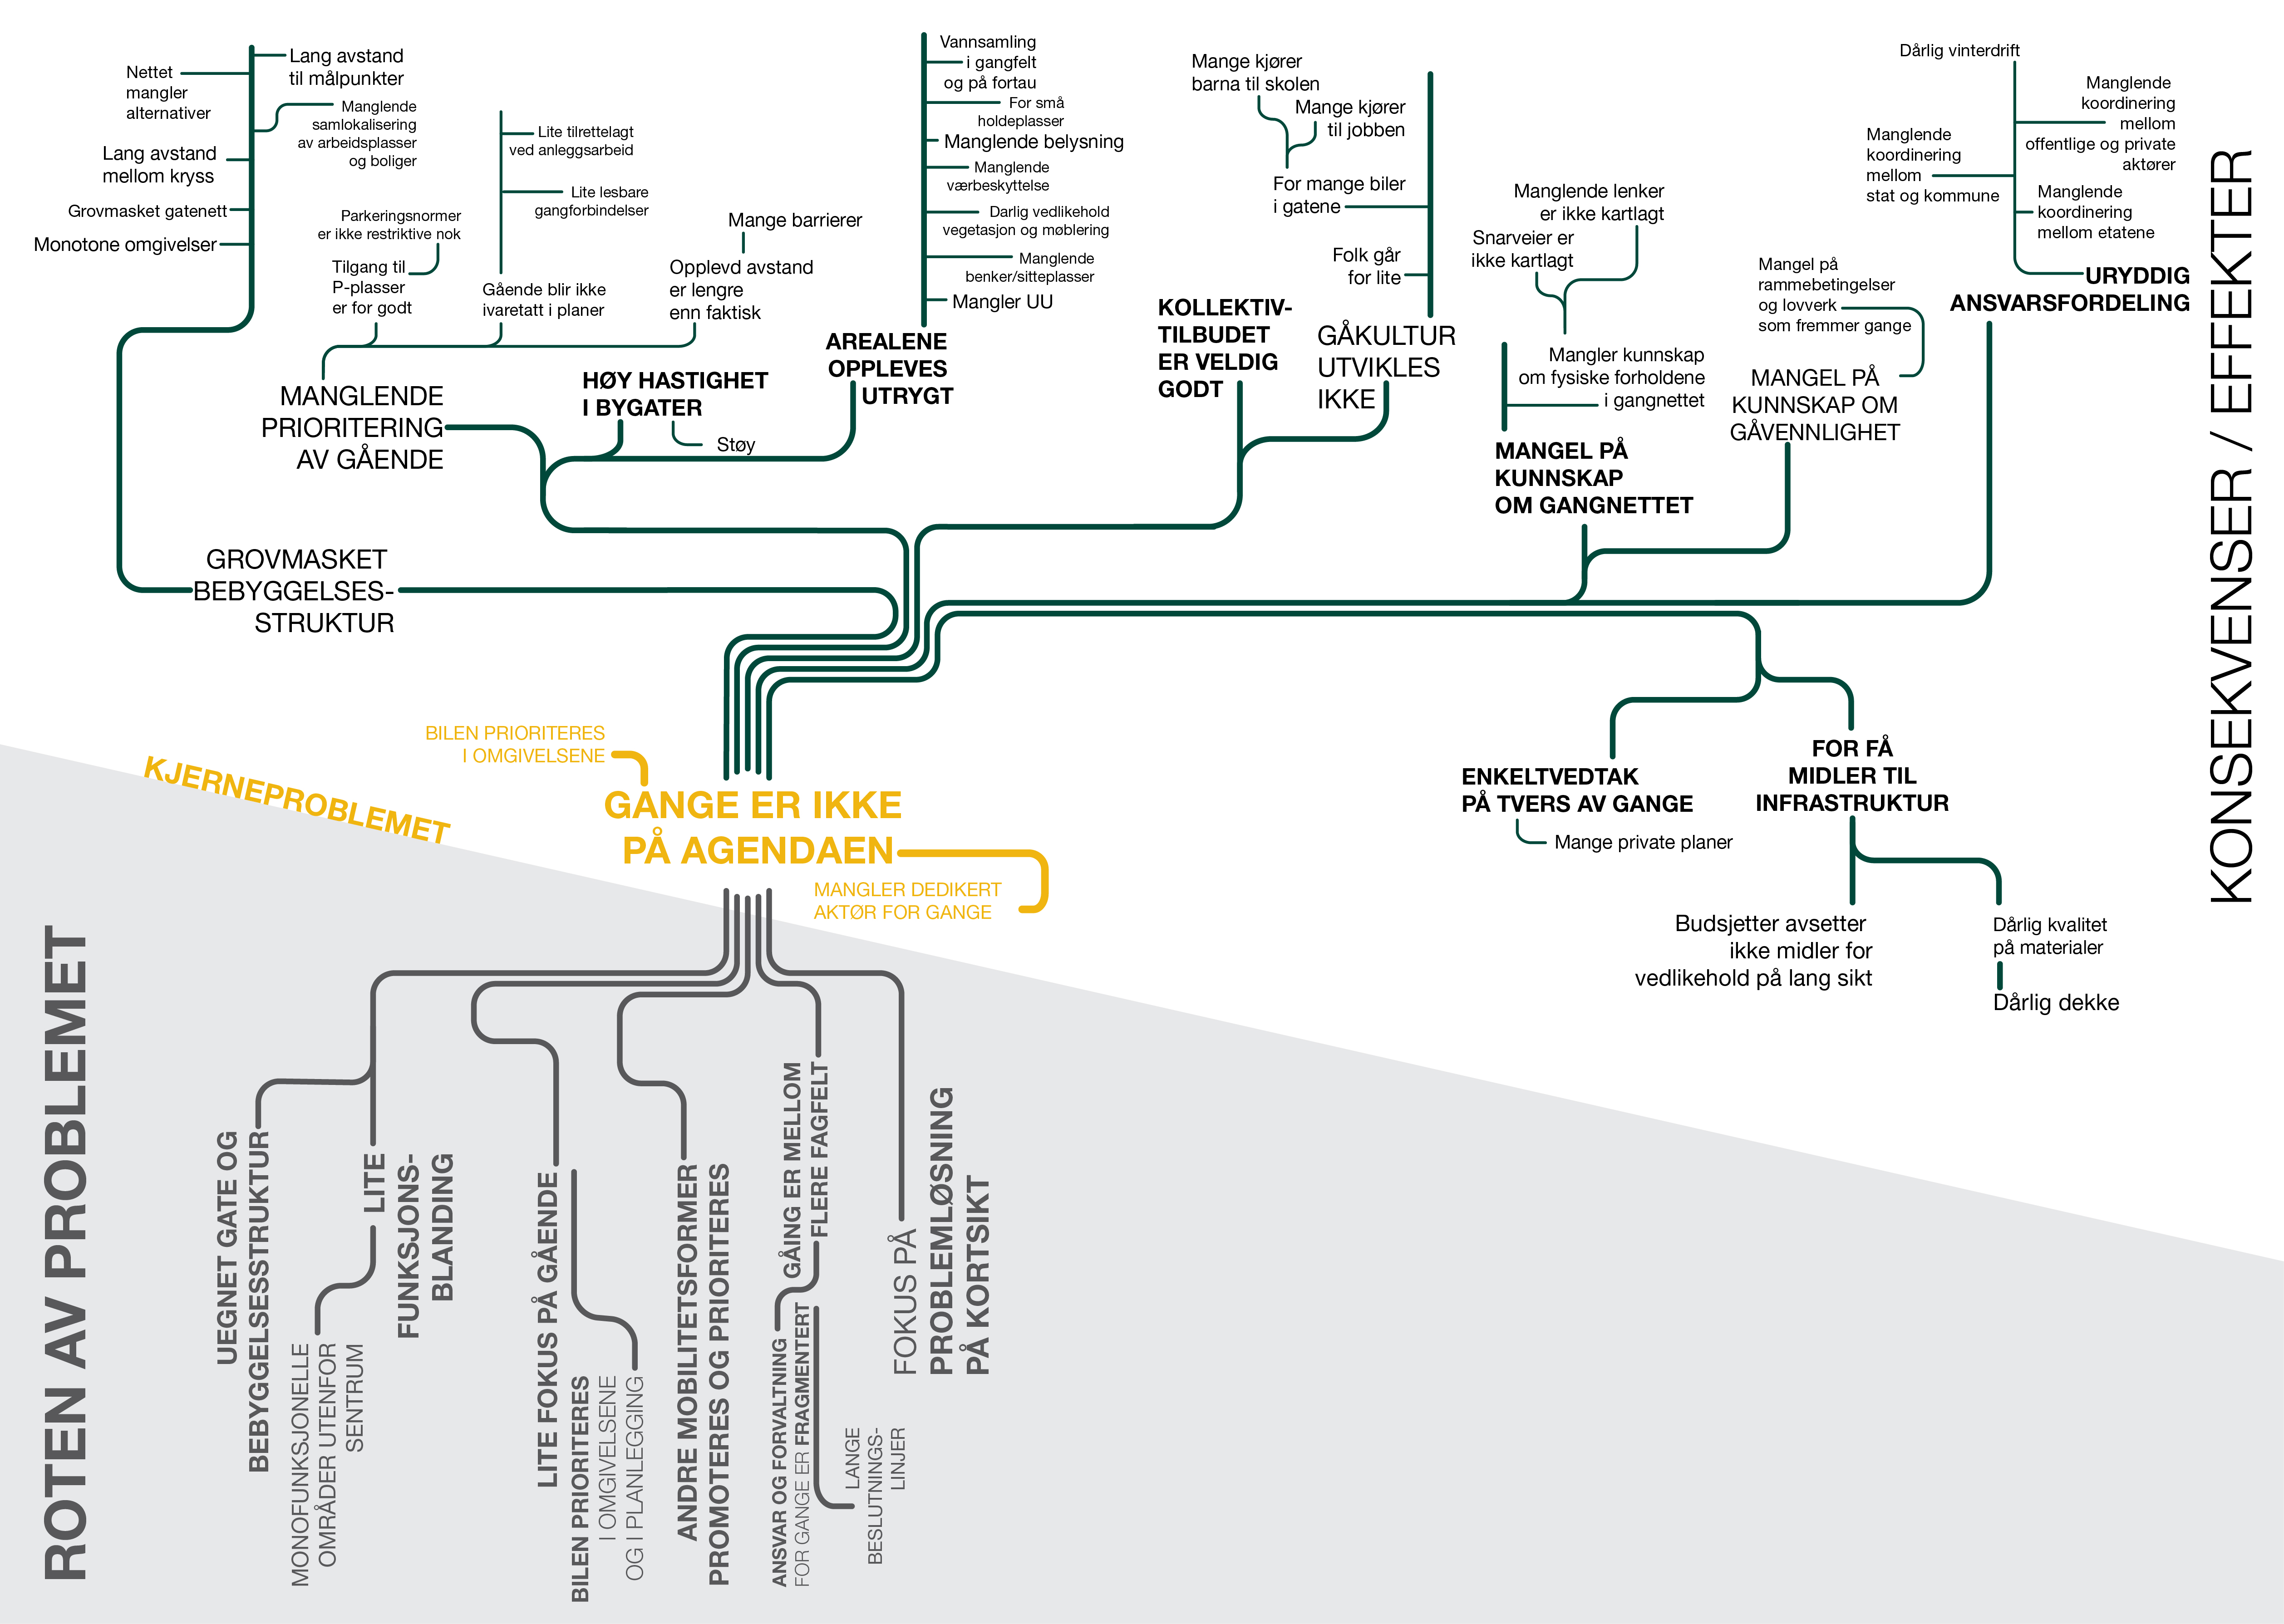 Nettet
mangler
alternativer
Lang avstand
til målpunkter
Manglende
samlokalisering
av arbeidsplasser
og boliger
Lang avstand
mellom kryss
Grovmasket gatenett
Monotone omgivelser
Parkeringsnormer
er ikke restriktive nok
Tilgang til
P-plasser
er for godt
Lite tilrettelagt
ved anleggsarbeid
Lite lesbare
gangforbindelser
Gående blir ikke
ivaretatt i planer
Mange barrierer
Opplevd avstand
er lengre
enn faktisk
MANGLENDE
PRIORITERING
AV GÅENDE
HØY HASTIGHET
I BYGATER
Støy
Vannsamling
i gangfelt
og på fortau
For små
holdeplasser
Manglende belysning
Manglende
værbeskyttelse
Darlig vedlikehold
vegetasjon og møblering
Manglende
benker/sitteplasser
Mangler UU
AREALENE
OPPLEVES
UTRYGT
GROVMASKET
BEBYGGELSES-
STRUKTUR
Mange kjører
barna til skolen
Mange kjører
til jobben
For mange biler
i gatene
Folk går
for lite
KOLLEKTIV-
TILBUDET
ER VELDIG
GODT
GÅKULTUR
UTVIKLES
IKKE
Manglende lenker
er ikke kartlagt
Snarveier er
ikke kartlagt
Mangler kunnskap
om fysiske forholdene
i gangnettet
MANGEL PÅ
KUNNSKAP
OM GANGNETTET
Mangel på
rammebetingelser
og lovverk
som fremmer gange
MANGEL PÅ
KUNNSKAP OM
GÅVENNLIGHET
Dårlig vinterdrift
Manglende
koordinering
mellom
offentlige og private
aktører
Manglende
koordinering
mellom
stat og kommune
Manglende
koordinering
mellom etatene
URYDDIG
ANSVARSFORDELING
KONSEKVENSER / EFFEKTER
ENKELTVEDTAK
PÅ TVERS AV GANGE
Mange private planer
FOR FÅ
MIDLER TIL
INFRASTRUKTUR
Budsjetter avsetter
ikke midler for
vedlikehold på lang sikt
Dårlig kvalitet
på materialer
Dårlig dekke
KJERNEPROBLEMET
BILEN PRIORITERES
I OMGIVELSENE
GANGE ER IKKE
PÅ AGENDAEN
MANGLER DEDIKERT
AKTØR FOR GANGE
ROTEN AV PROBLEMET
UEGNET GATE OG
BEBYGGELSESSTRUKTUR
LITE
FUNKSJONS-
BLANDING
MONOFUNKSJONELLE
OMRÅDER UTENFOR
SENTRUM
LITE FOKUS PÅ GÅENDE
BILEN PRIORITERES
I OMGIVELSENE
OG I PLANLEGGING
ANDRE MOBILITETSFORMER
PROMOTERES OG PRIORITERES
GÅING ER MELLOM
FLERE FAGFELT
ANSVAR OG FORVALTNING
FOR GANGE ER FRAGMENTERT
LANGE
BESLUTNINGS-
LINJER
FOKUS PÅ
PROBLEMLØSNING
PÅ KORTSIKT